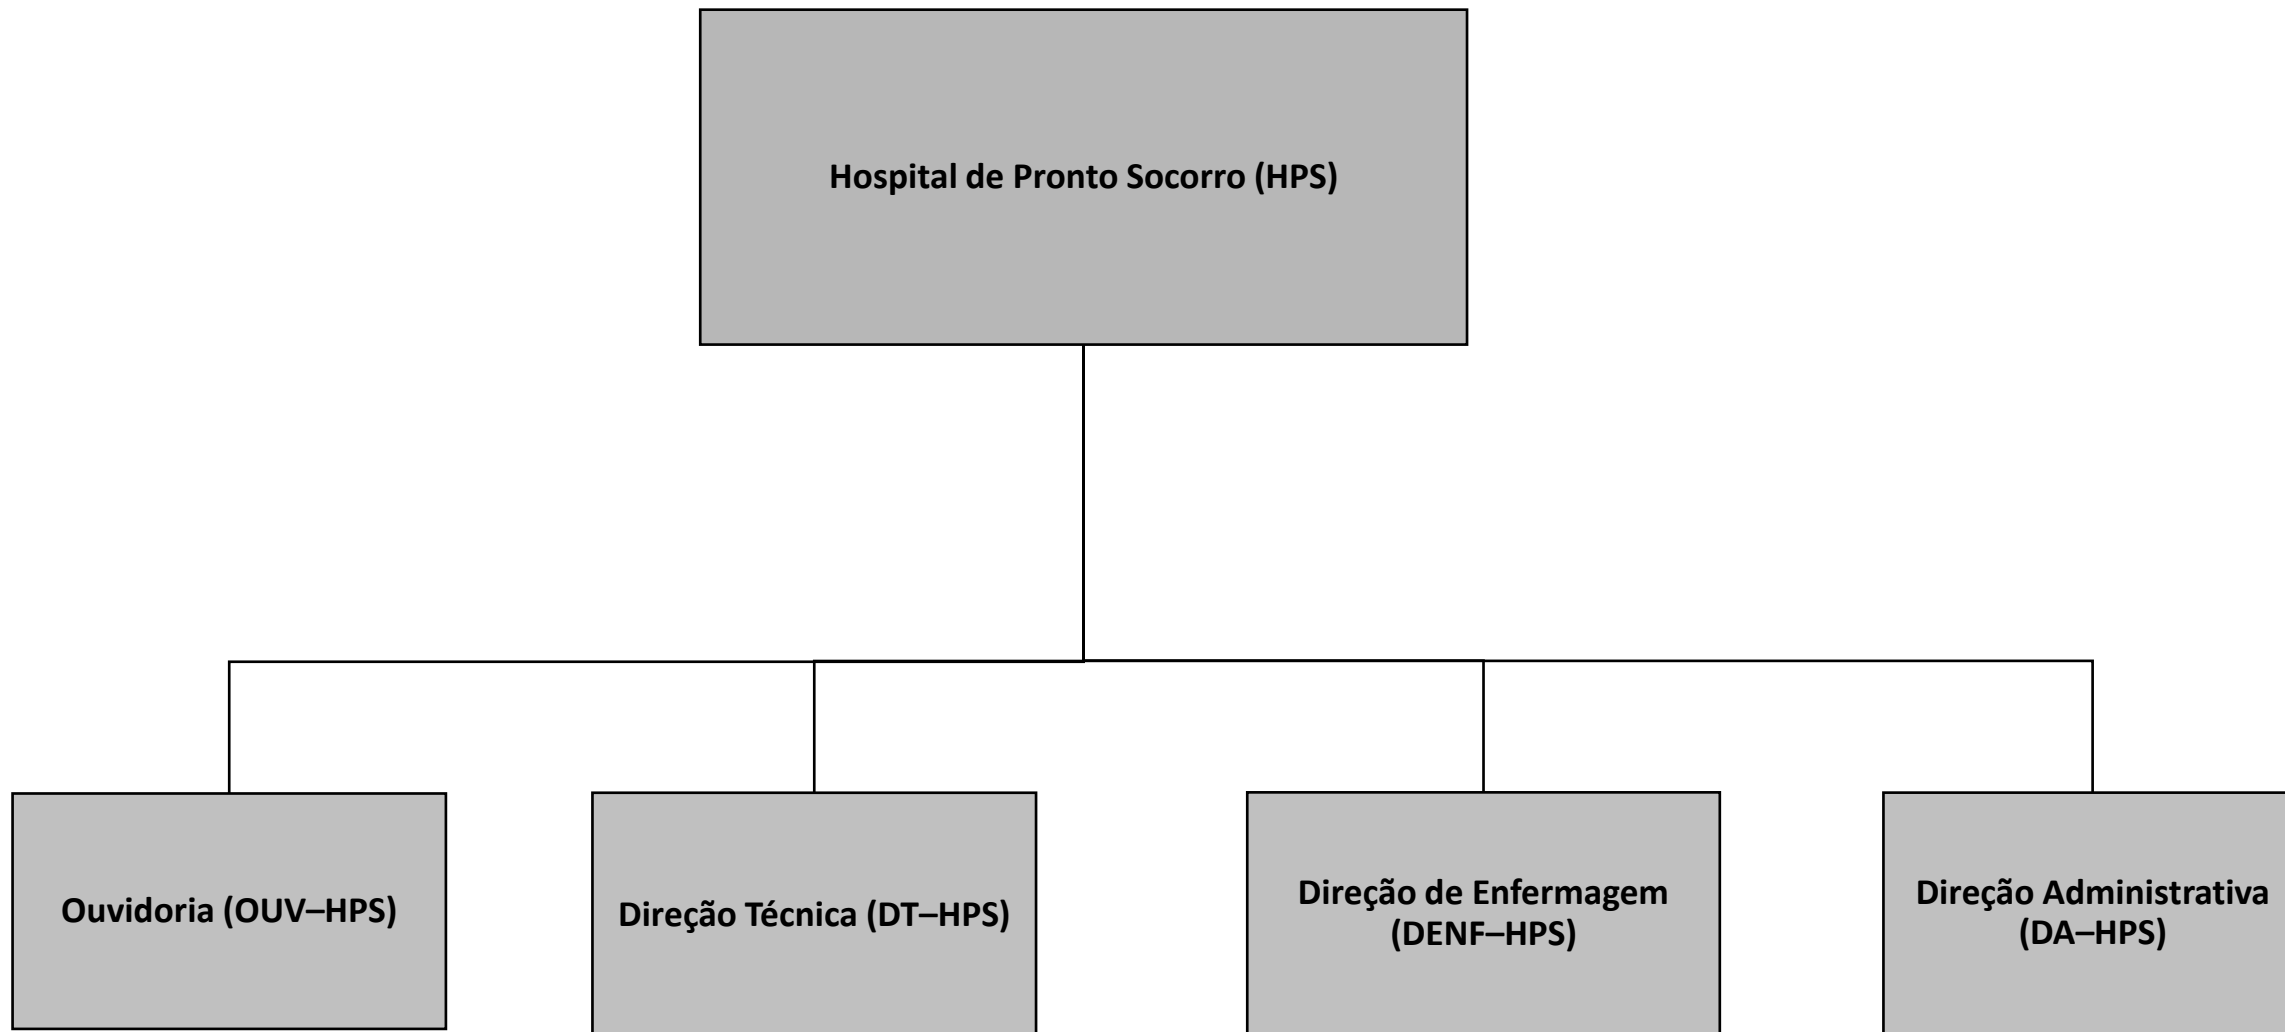 Hospital de Pronto Socorro (HPS)
Ouvidoria (OUV–HPS)
Direção Técnica (DT–HPS)
Direção de Enfermagem
(DENF–HPS)
Direção Administrativa
(DA–HPS)